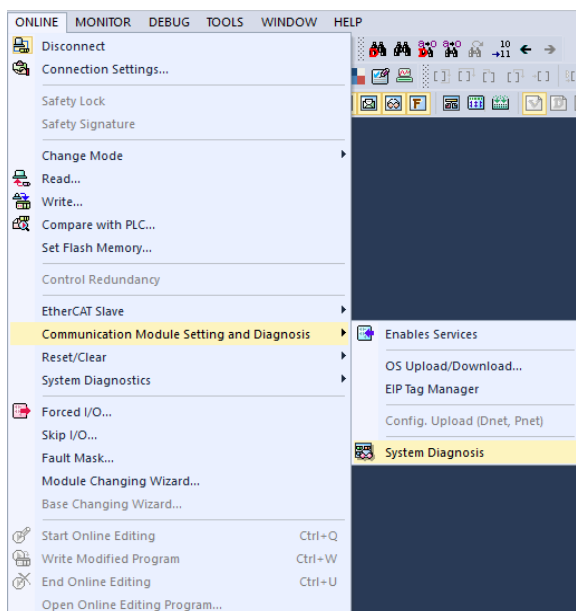 ONLINE MONITOR DEBUG TOOLS WINDOW HELP
Disconnect
Connection Settings...
Safety Lock
Safety Signature
Change Mode
Read...
Write...
Compare with PLC...
Set Flash Memory...
Control Redundancy
EtherCAT Slave
Communication Module Setting and Diagnosis
Enables Services
Reset/Clear
OS Upload/Download...
System Diagnostics
EIP Tag Manager
Forced I/O...
Config. Upload (Dnet, Pnet)
Skip I/O...
System Diagnosis
Fault Mask...
Module Changing Wizard...
Base Changing Wizard...
Start Online Editing Ctrl+Q
Write Modified Program Ctrl+W
End Online Editing Ctrl+U
Open Online Editing Program...